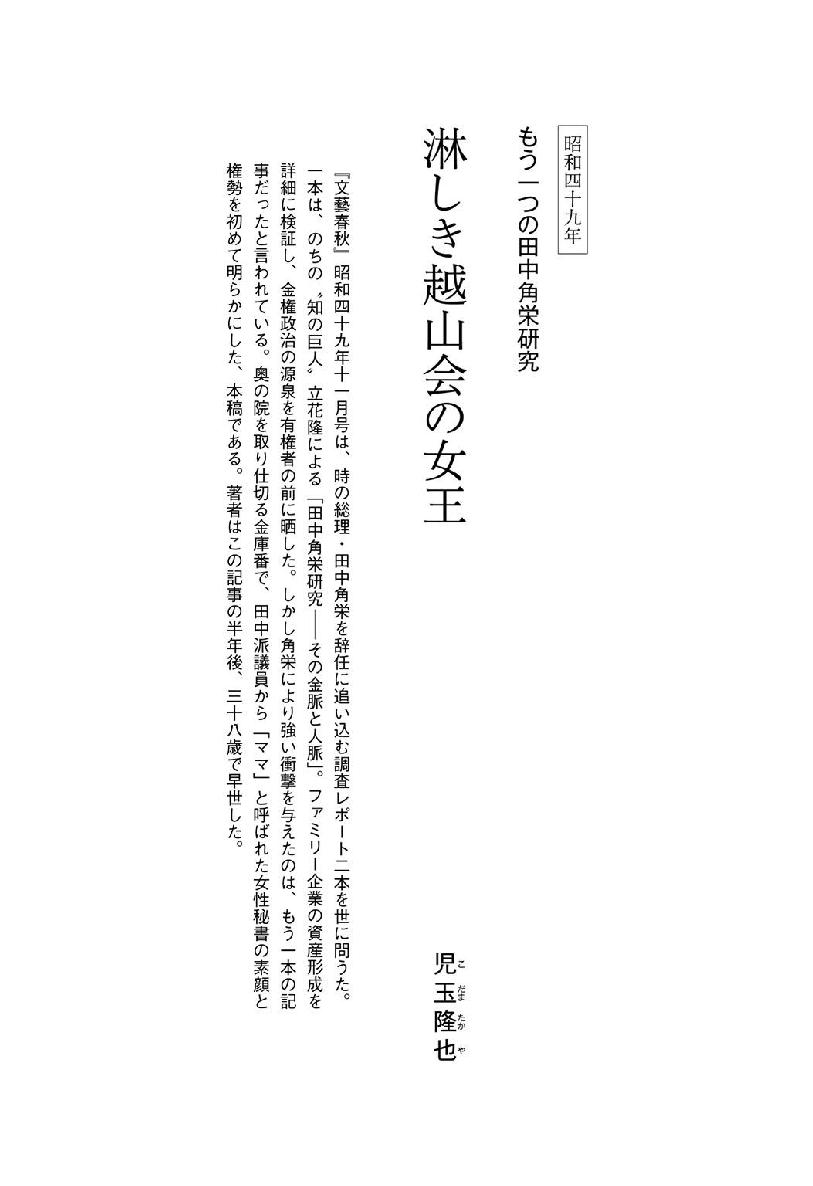 昭和四十九年
もう一つの田中角栄研究
淋しき越山会の女王
児玉隆也
こだまたかや
『文藝春秋』昭和四十九年十一月号は、時の総理・田中角栄を辞任に追い込む調査レポート二本を世に問うた。
一本は、のちの〝知の巨人〟立花隆による「田中角栄研究――その金脈と人脈」。ファミリー企業の資産形成を
詳細に検証し、金権政治の源泉を有権者の前に晒した。しかし角栄により強い衝撃を与えたのは、もう一本の記
事だったと言われている。奥の院を取り仕切る金庫番で、田中派議員から「ママ」と呼ばれた女性秘書の素顔と
権勢を初めて明らかにした、本稿である。著者はこの記事の半年後、三十八歳で早世した。